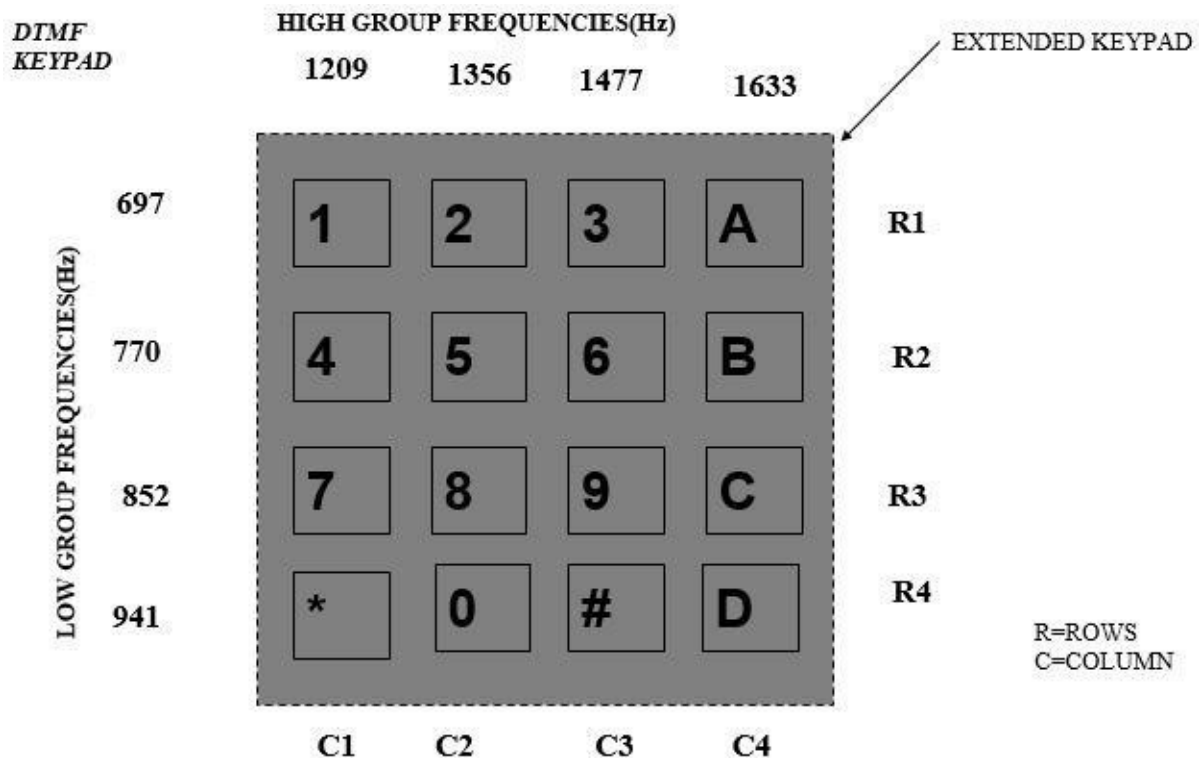 DTMF
KEYPAD
HIGH GROUP FREQUENCIES(Hz)
EXTENDED KEYPAD
1209 1356 1477 1633
LOW GROUP FREQUENCIES(Hz)
697 1 2 3 A R1
770 4 5 6 B R2
852 7 8 9 C R3
941 * 0 # D R4
R=ROWS
C=COLUMN
C1 C2 C3 C4